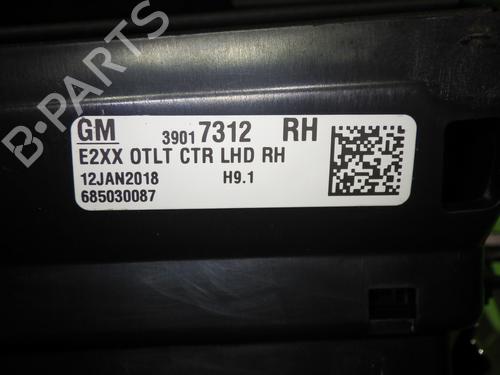 GM 39017312 RH
E2XX OTLT CTR LHD RH
12JAN2018 H9.1
685030087
B-PARTS